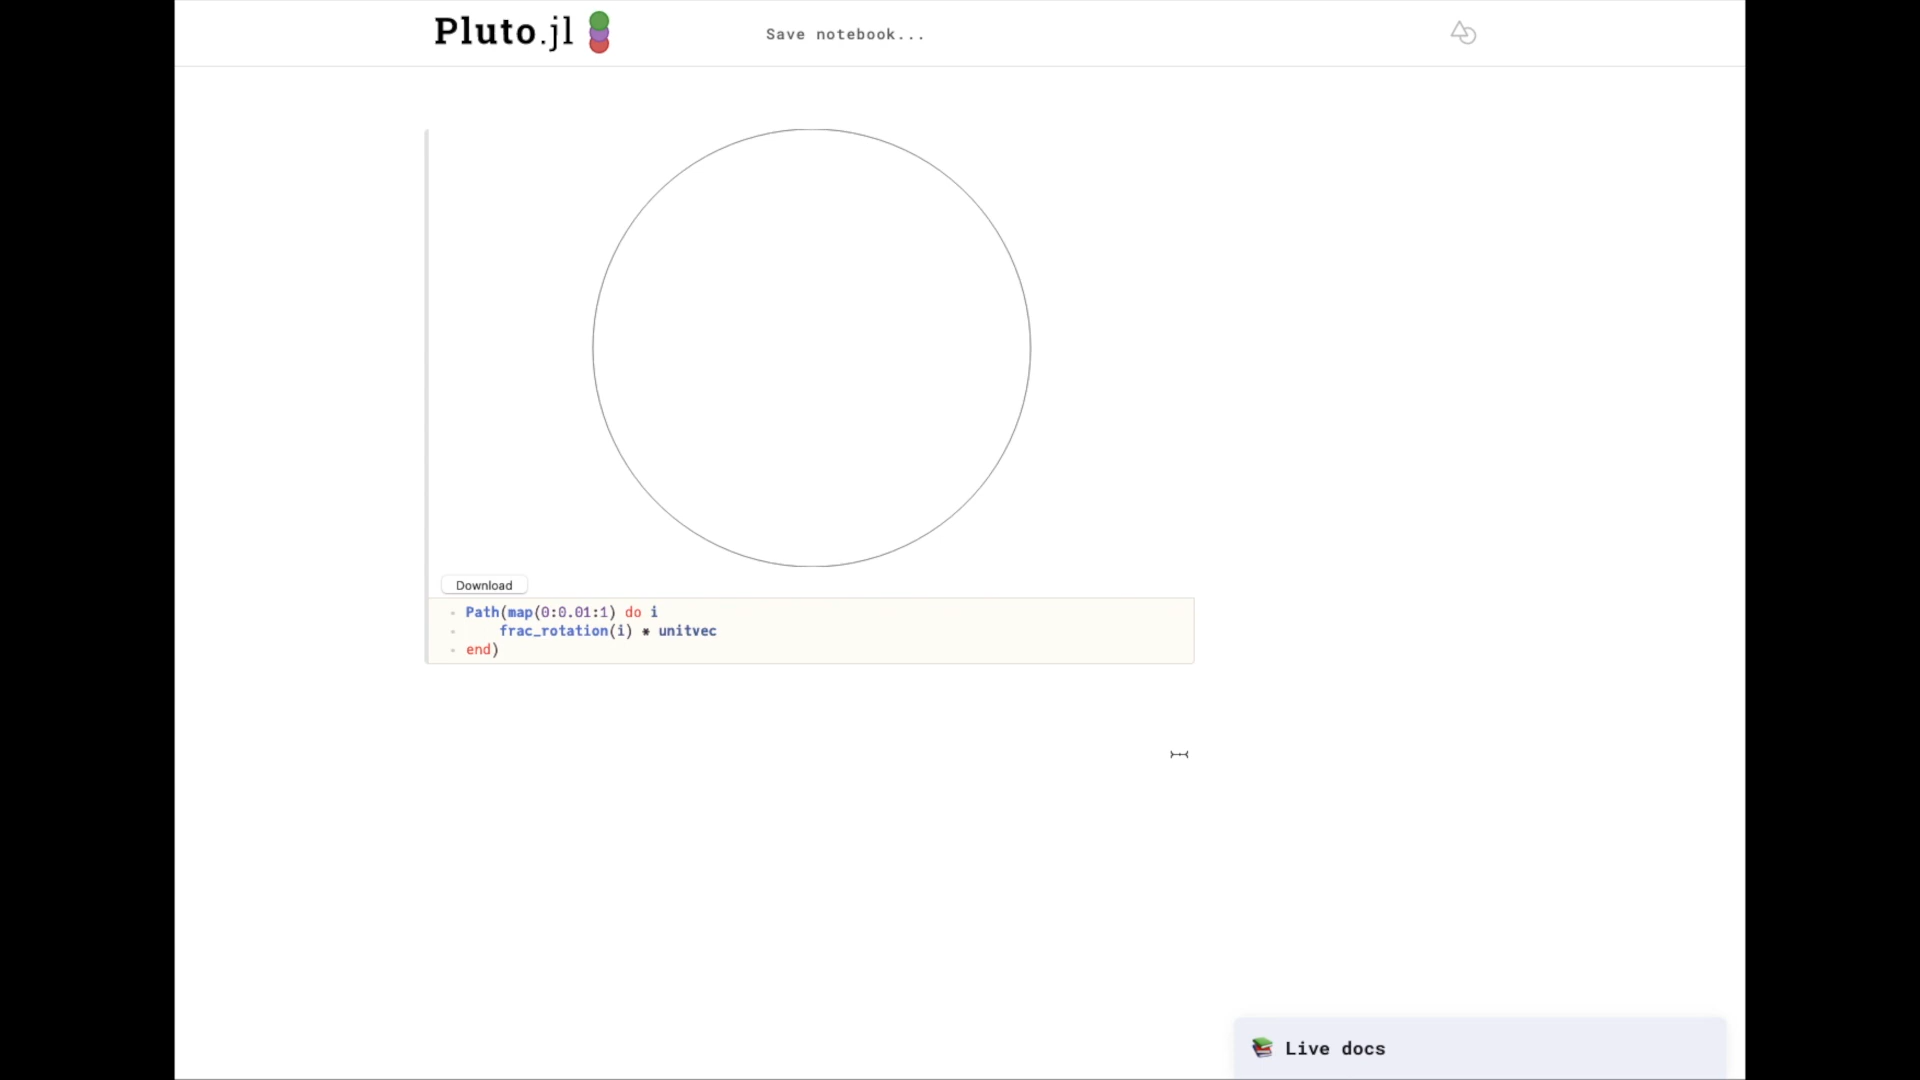 Pluto.jl
Save notebook...
Download
Path(map(0:0.01:1) do i
frac_rotation(i) * unitvec
end)
Live docs